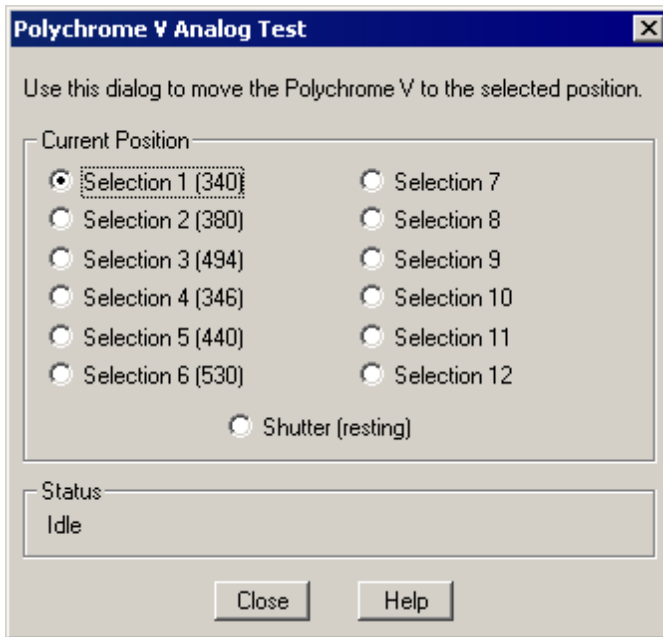 Polychrome V Analog Test
Use this dialog to move the Polychrome V to the selected position.
Current Position
Selection 1 (340)
Selection 2 (380)
Selection 3 (494)
Selection 4 (346)
Selection 5 (440)
Selection 6 (530)
Selection 7
Selection 8
Selection 9
Selection 10
Selection 11
Selection 12
Shutter (resting)
Status
Idle
Close
Help